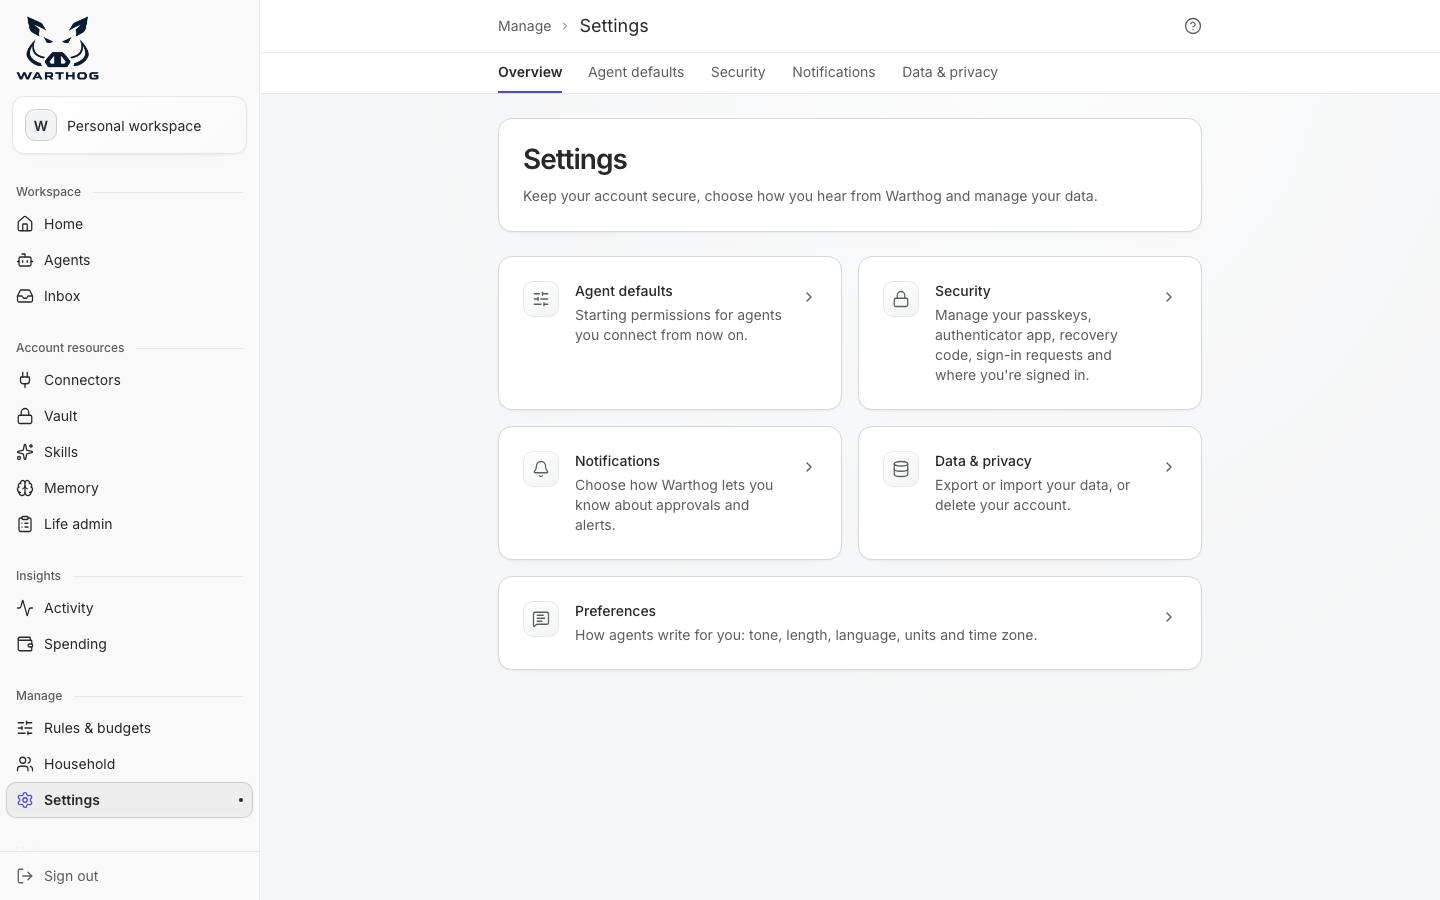 WARTHOG
W Personal workspace
Workspace
Home
Agents
Inbox
Account resources
Connectors
Vault
Skills
Memory
Life admin
Insights
Activity
Spending
Manage
Rules & budgets
Household
Settings
Sign out
Manage > Settings
Overview Agent defaults Security Notifications Data & privacy
Settings
Keep your account secure, choose how you hear from Warthog and manage your data.
Agent defaults
Starting permissions for agents
you connect from now on.
Security
Manage your passkeys,
authenticator app, recovery
code, sign-in requests and
where you're signed in.
Notifications
Choose how Warthog lets you
know about approvals and
alerts.
Data & privacy
Export or import your data, or
delete your account.
Preferences
How agents write for you: tone, length, language, units and time zone.